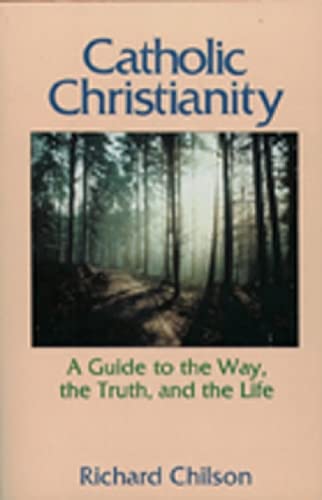 Catholic
Christianity
A Guide to the Way,
the Truth, and the Life
Richard Chilson